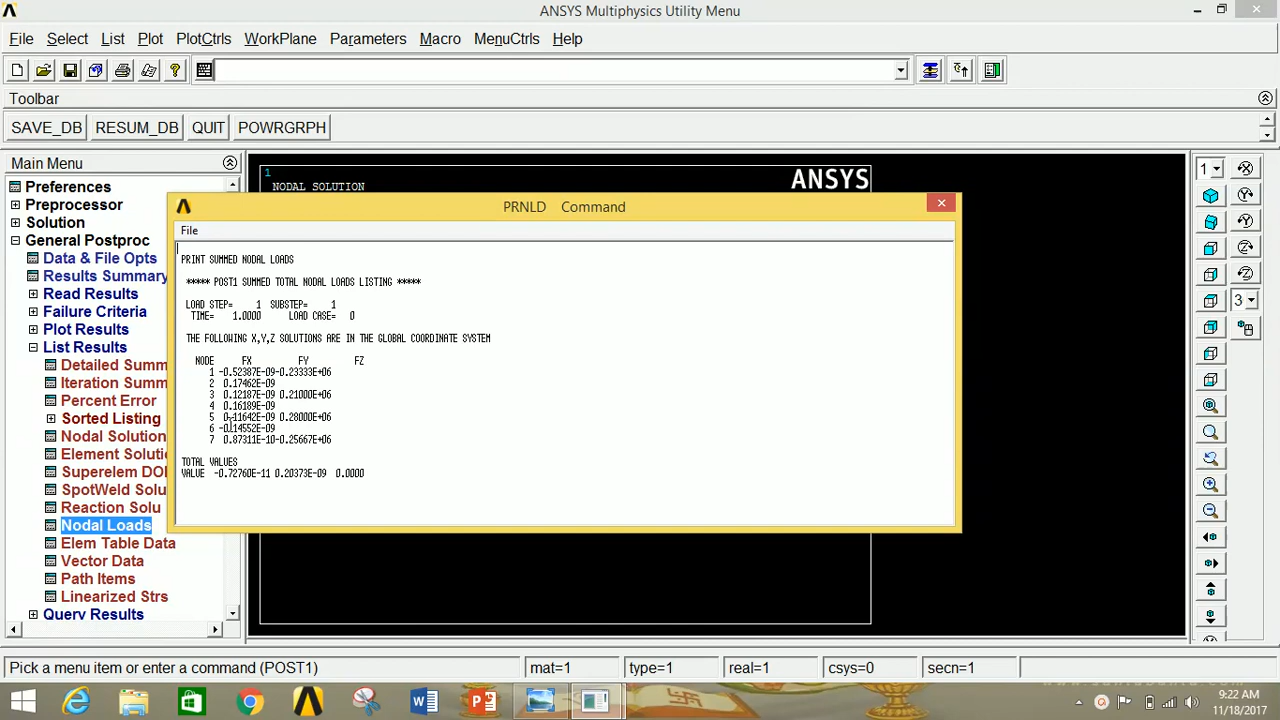 ANSYS Multiphysics Utility Menu
File Select List Plot PlotCtrls WorkPlane Parameters Macro MenuCtrls Help
Toolbar
SAVE_DB RESUM_DB QUIT POWRGRPH
Main Menu
Preferences
Preprocessor
Solution
General Postproc
Data & File Opts
Results Summary
Read Results
Failure Criteria
Plot Results
List Results
Detailed Summ
Iteration Summ
Percent Error
Sorted Listing
Nodal Solution
Element Soluti
Superelem DO
SpotWeld Solu
Reaction Solu
Nodal Loads
Elem Table Data
Vector Data
Path Items
Linearized Strs
Query Results
1
NODAL SOLUTION
ANSYS
PRNLD Command
File
PRINT SUMMED NODAL LOADS
***** POST1 SUMMED TOTAL NODAL LOADS LISTING *****
LOAD STEP= 1 SUBSTEP= 1
TIME= 1.0000 LOAD CASE= 0
THE FOLLOWING X,Y,Z SOLUTIONS ARE IN THE GLOBAL COORDINATE SYSTEM
NODE FX FY FZ
1 -0.52387E-09-0.23333E+06
2 0.17462E-09
3 0.12187E-09 0.21000E+06
4 0.16189E-09
5 0.11642E-09 0.28000E+06
6 -0.14552E-09
7 0.87311E-10-0.25667E+06
TOTAL VALUES
VALUE -0.72760E-11 0.20373E-09 0.0000
1
3
Pick a menu item or enter a command (POST1) mat=1 type=1 real=1 csys=0 secn=1
9:22 AM
11/18/2017